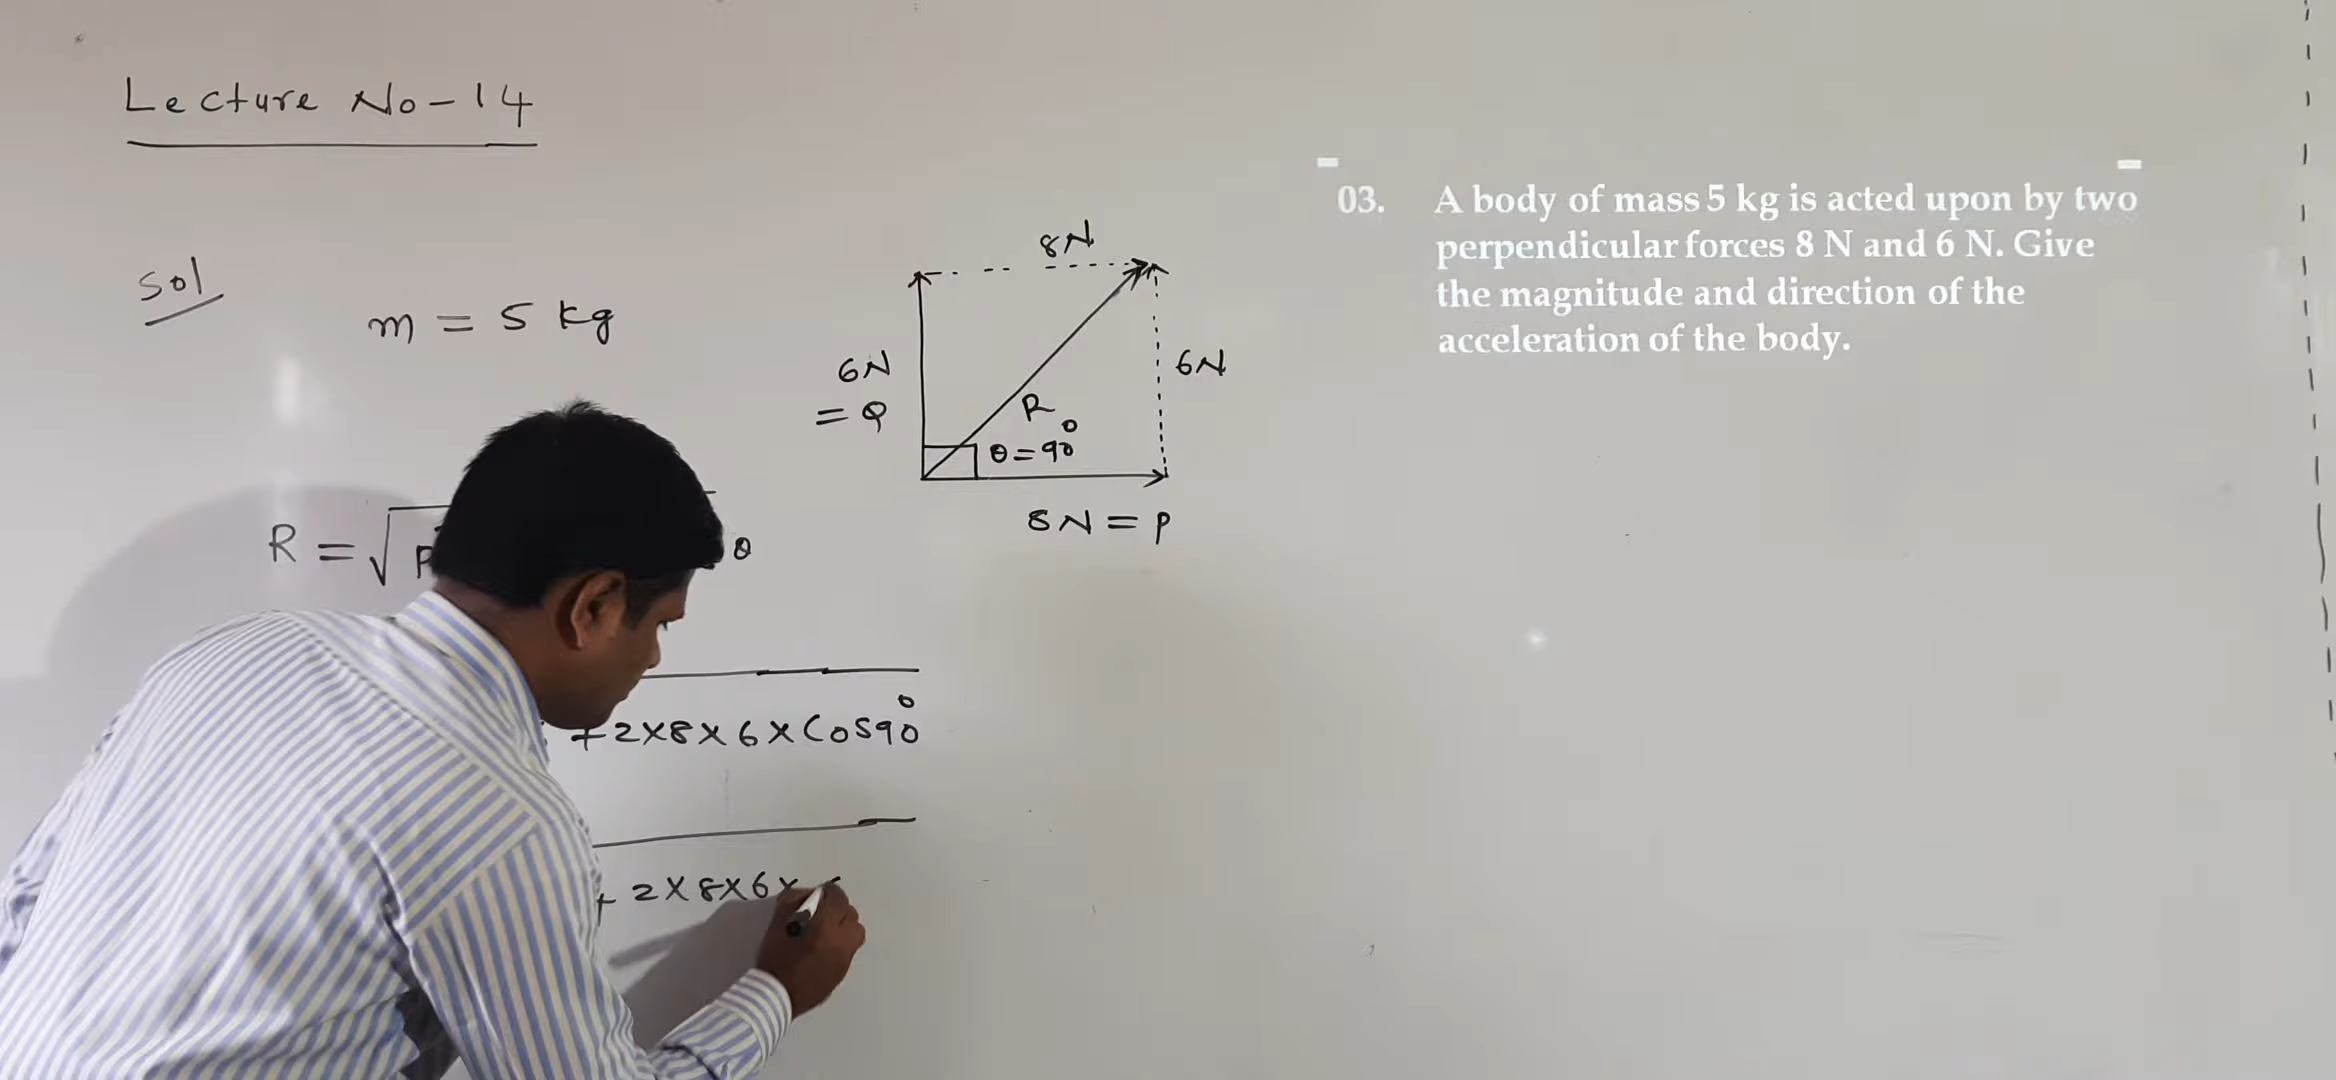 Lecture No-14
Sol
m = 5 kg
8N
6N
= Q
6N
R
θ=90°
8N = P
R = √P
θ
+2×8×6×Cos90°
+ 2×8×6×
03. A body of mass 5 kg is acted upon by two
perpendicular forces 8 N and 6 N. Give
the magnitude and direction of the
acceleration of the body.